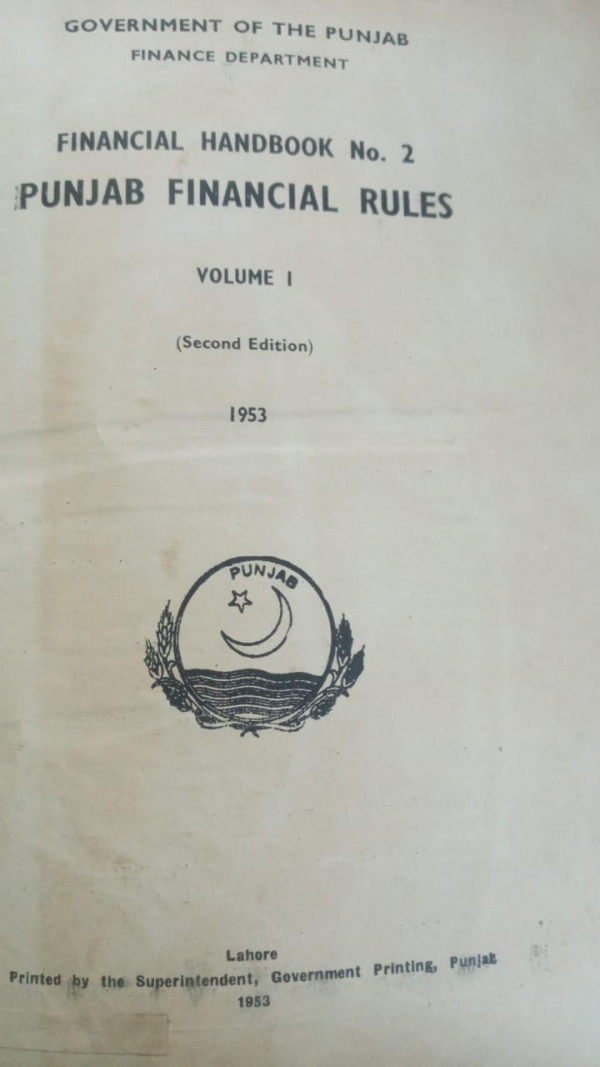 GOVERNMENT OF THE PUNJAB
FINANCE DEPARTMENT
FINANCIAL HANDBOOK No. 2
PUNJAB FINANCIAL RULES
VOLUME I
(Second Edition)
1953
PUNJAB
Lahore
Printed by the Superintendent, Government Printing, Punjab
1953